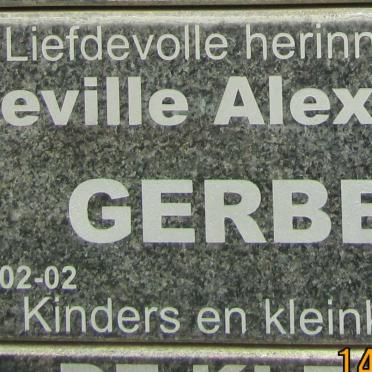 Liefdevolle herinn
eville Alex
GERBE
02-02
Kinders en kleink
14